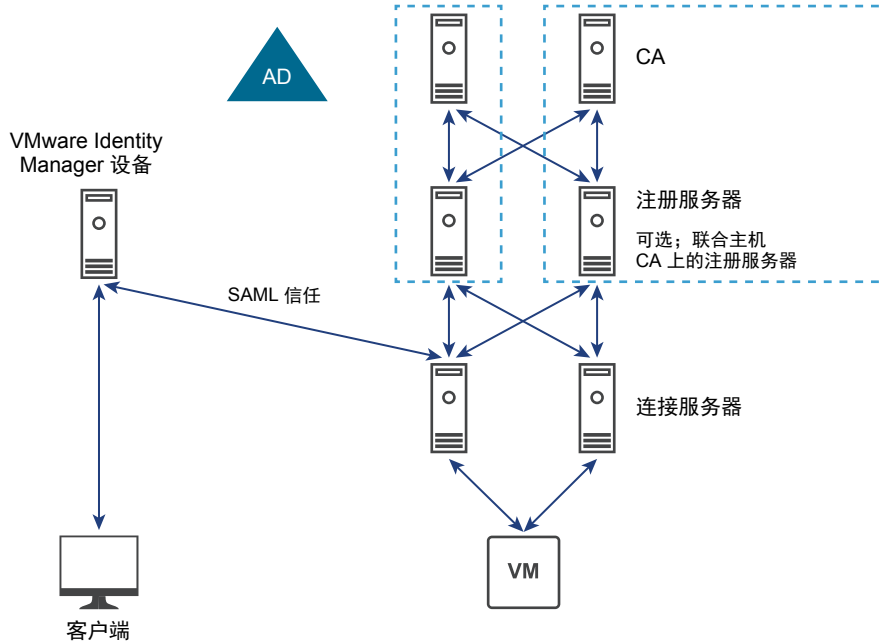 AD
CA
VMware Identity
Manager 设备
注册服务器
可选；联合主机
CA 上的注册服务器
SAML 信任
连接服务器
VM
客户端